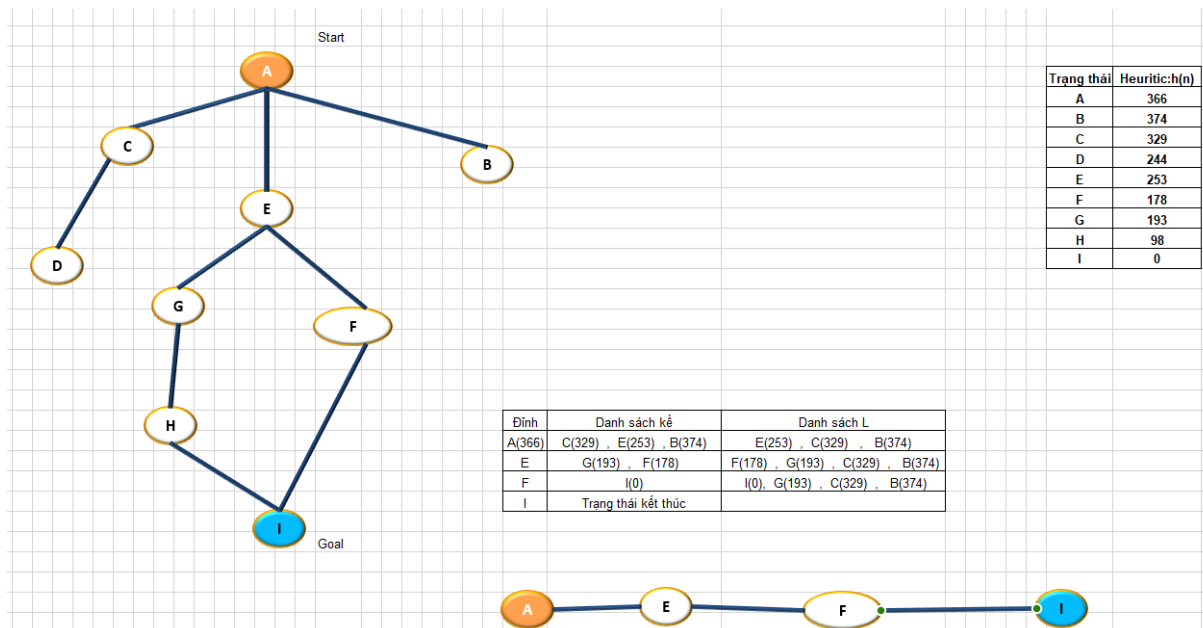 Start
A
C
B
E
D
G
F
H
I
Goal
Trạng thái Heuritic:h(n)
A 366
B 374
C 329
D 244
E 253
F 178
G 193
H 98
I 0
Đỉnh Danh sách kề Danh sách L
A(366) C(329) , E(253) , B(374) E(253) , C(329) , B(374)
E G(193) , F(178) F(178) , G(193) , C(329) , B(374)
F I(0) I(0), G(193) , C(329) , B(374)
I Trạng thái kết thúc
A E F I